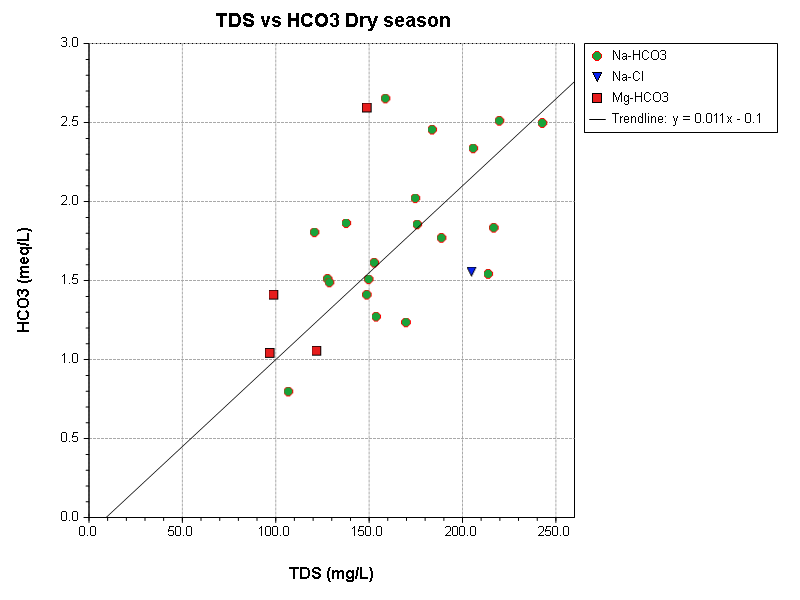 TDS vs HCO3 Dry season
3.0
2.5
2.0
1.5
1.0
0.5
0.0
HCO3 (meq/L)
0.0 50.0 100.0 150.0 200.0 250.0
TDS (mg/L)
Na-HCO3
Na-Cl
Mg-HCO3
Trendline: y = 0.011x - 0.1